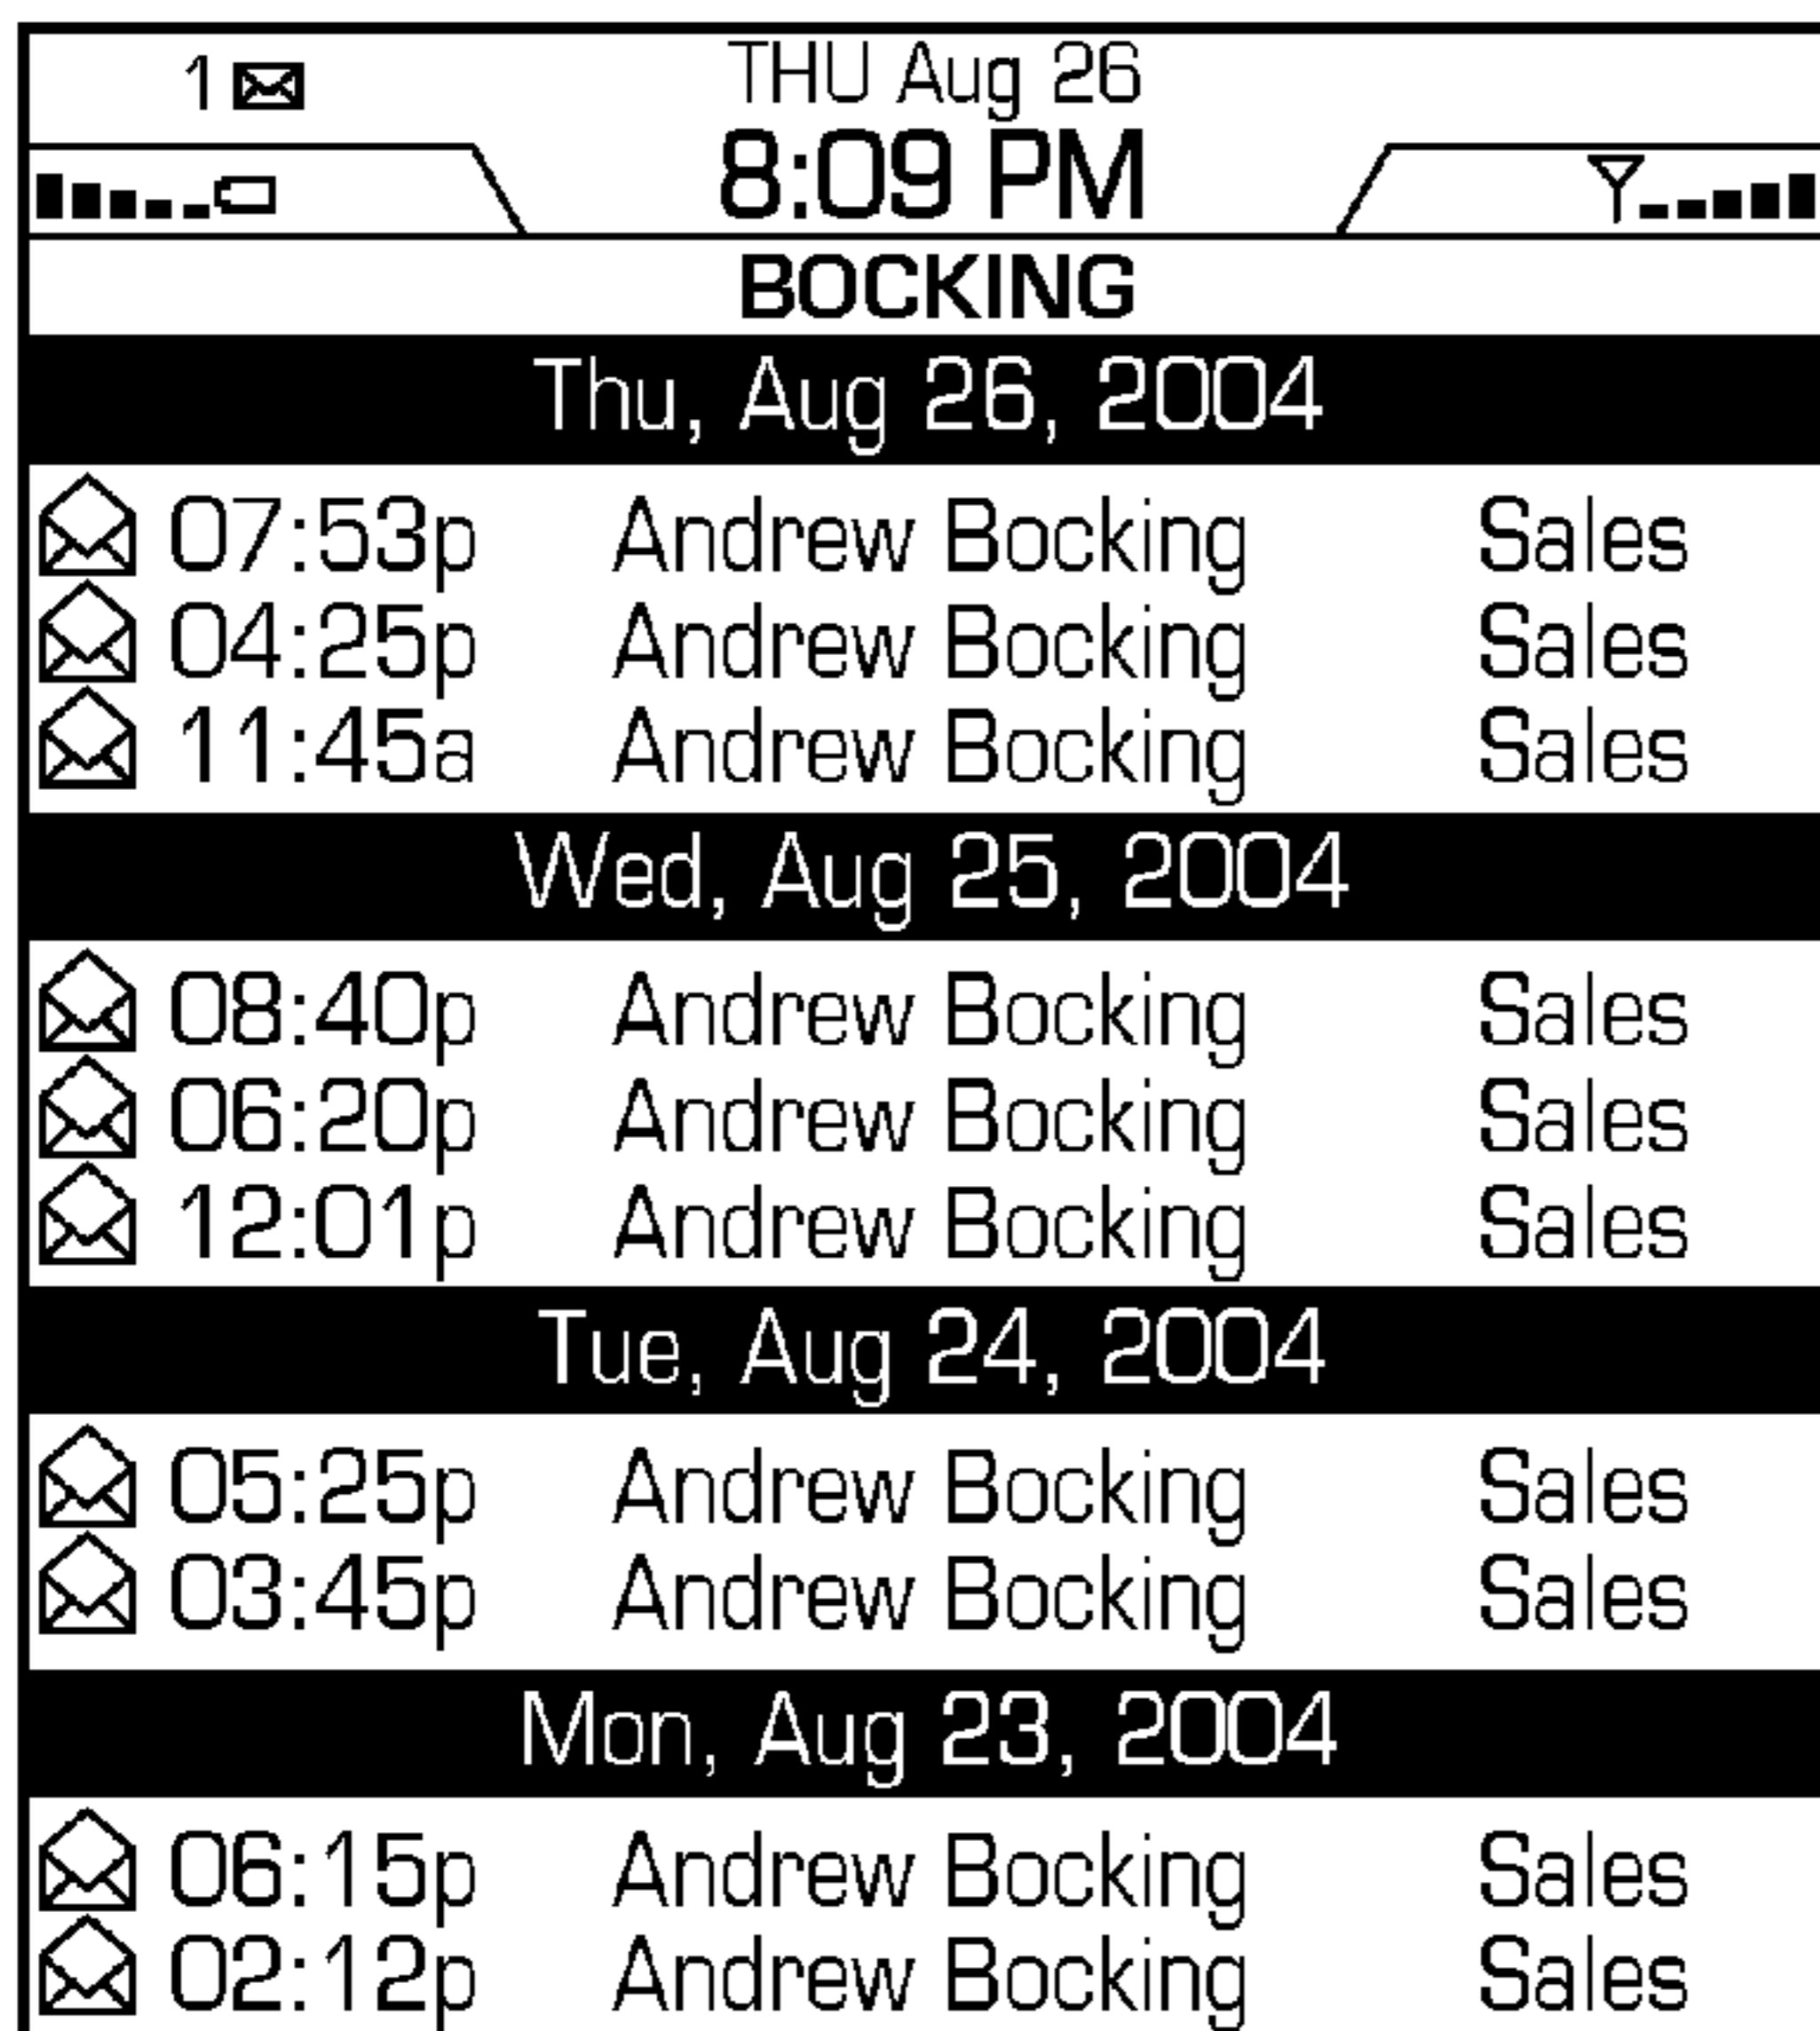 1
THU Aug 26
8:09 PM
BOCKING
Thu, Aug 26, 2004
07:53p Andrew Bocking Sales
04:25p Andrew Bocking Sales
11:45a Andrew Bocking Sales
Wed, Aug 25, 2004
08:40p Andrew Bocking Sales
06:20p Andrew Bocking Sales
12:01p Andrew Bocking Sales
Tue, Aug 24, 2004
05:25p Andrew Bocking Sales
03:45p Andrew Bocking Sales
Mon, Aug 23, 2004
06:15p Andrew Bocking Sales
02:12p Andrew Bocking Sales